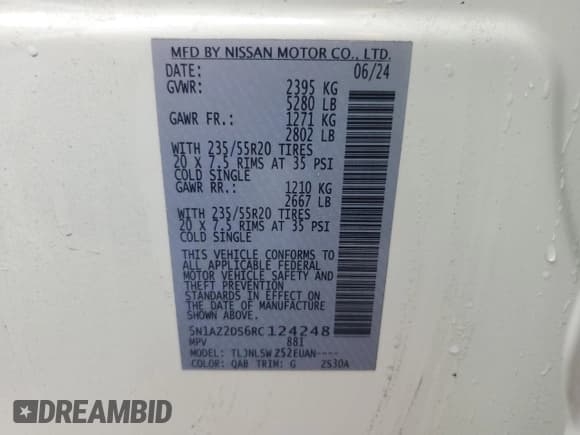 MFD BY NISSAN MOTOR CO., LTD.
DATE: 06/24
GVWR: 2395 KG
5280 LB
GAWR FR.: 1271 KG
2802 LB
WITH 235/55R20 TIRES
20 X 7.5 RIMS AT 35 PSI
COLD SINGLE
GAWR RR.: 1210 KG
2667 LB
WITH 235/55R20 TIRES
20 X 7.5 RIMS AT 35 PSI
COLD SINGLE
THIS VEHICLE CONFORMS TO
ALL APPLICABLE FEDERAL
MOTOR VEHICLE SAFETY AND
THEFT PREVENTION
STANDARDS IN EFFECT ON
THE DATE OF MANUFACTURE
SHOWN ABOVE.
5N1AZ2DS6RC124248
MPV 881
MODEL: TLJNLSWZ52EUAN----
COLOR: QAB TRIM: G ZS30A
DREAMBID